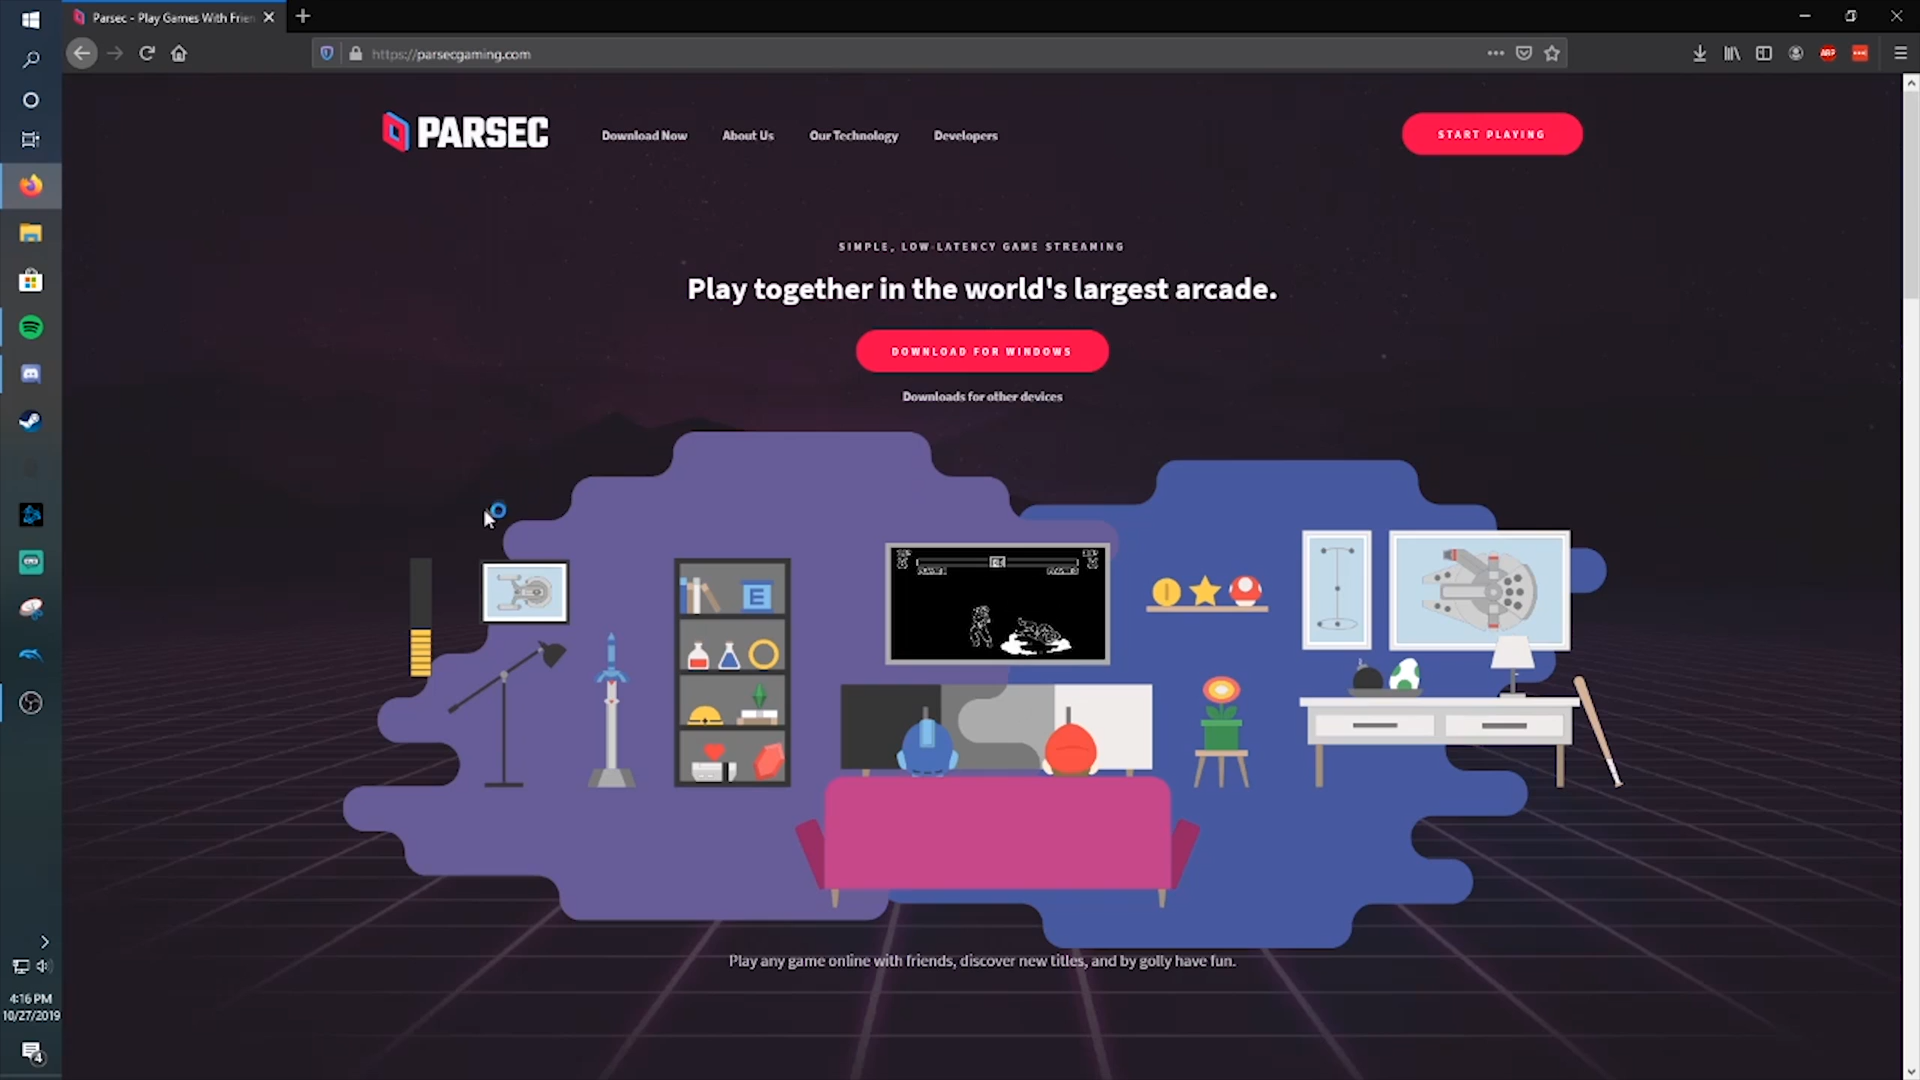 Parsec - Play Games With Frien
https://parsecgaming.com
ABP
PARSEC
Download Now
About Us
Our Technology
Developers
START PLAYING
SIMPLE, LOW-LATENCY GAME STREAMING
Play together in the world's largest arcade.
DOWNLOAD FOR WINDOWS
Downloads for other devices
E
Play any game online with friends, discover new titles, and by golly have fun.
4:16 PM
10/27/2019
4